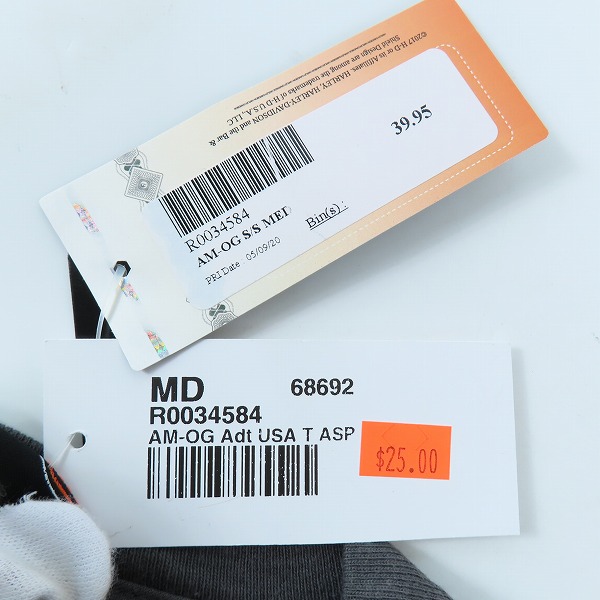 ©2017 H-D or its Affiliates. HARLEY, HARLEY-DAVIDSON and the Bar &
Shield Design are among the trademarks of H-D U.S.A., LLC
39.95
R0034584
AM-OG S/S MED
Bin(s) :
PRI Date 05/09/20
MD 68692
R0034584
AM-OG Adt USA T ASP
$25.00